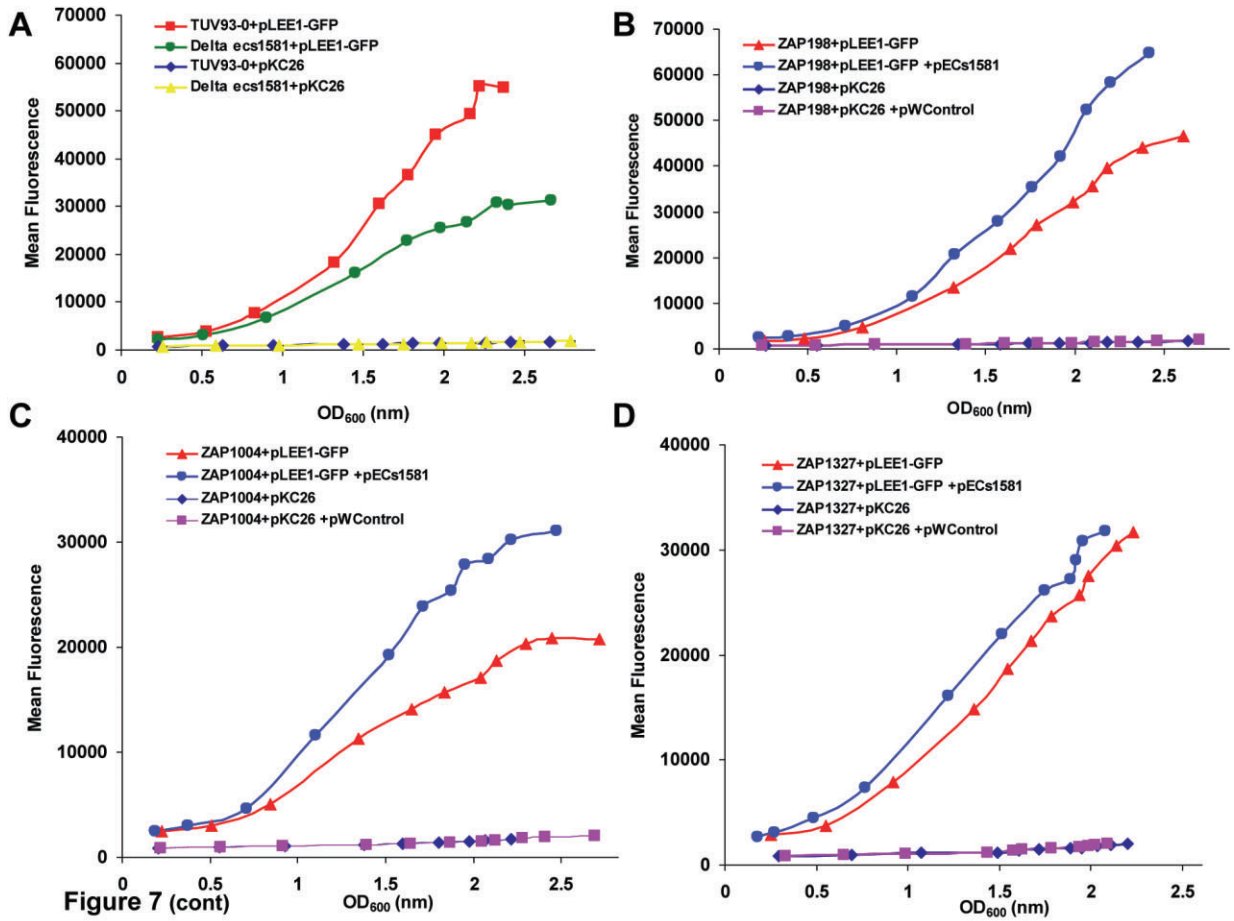 A
70000
60000
50000
40000
30000
20000
10000
0
Mean Fluorescence
TUV93-0+pLEE1-GFP
Delta ecs1581+pLEE1-GFP
TUV93-0+pKC26
Delta ecs1581+pKC26
0 0.5 1 1.5 2 2.5
OD600 (nm)
B
70000
60000
50000
40000
30000
20000
10000
0
Mean Fluorescence
ZAP198+pLEE1-GFP
ZAP198+pLEE1-GFP +pECs1581
ZAP198+pKC26
ZAP198+pKC26 +pWControl
0 0.5 1 1.5 2 2.5
OD600 (nm)
C
40000
30000
20000
10000
0
Mean Fluorescence
ZAP1004+pLEE1-GFP
ZAP1004+pLEE1-GFP +pECs1581
ZAP1004+pKC26
ZAP1004+pKC26 +pWControl
0 0.5 1 1.5 2 2.5
OD600 (nm)
D
40000
30000
20000
10000
0
Mean Fluorescence
ZAP1327+pLEE1-GFP
ZAP1327+pLEE1-GFP +pECs1581
ZAP1327+pKC26
ZAP1327+pKC26 +pWControl
0 0.5 1 1.5 2 2.5
OD600 (nm)
Figure 7 (cont)